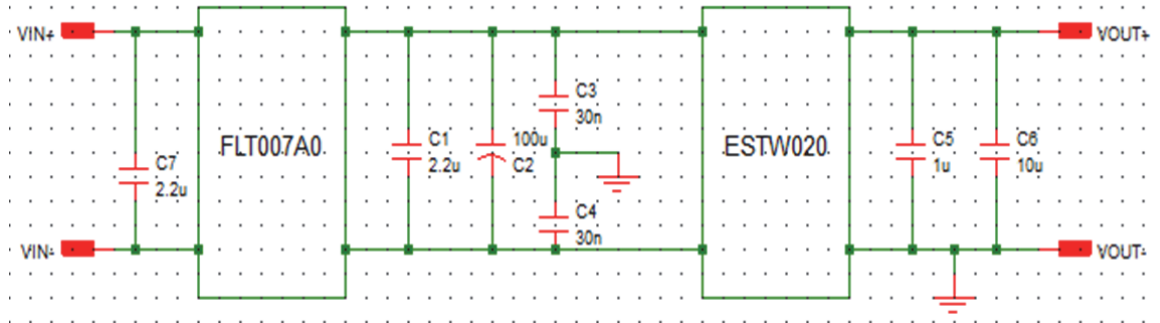 VIN+
FLT007A0
C7
2.2u
C1
2.2u
100u
C2
C3
30n
C4
30n
ESTW020
C5
1u
C6
10u
VOUT+
VIN-
VOUT-